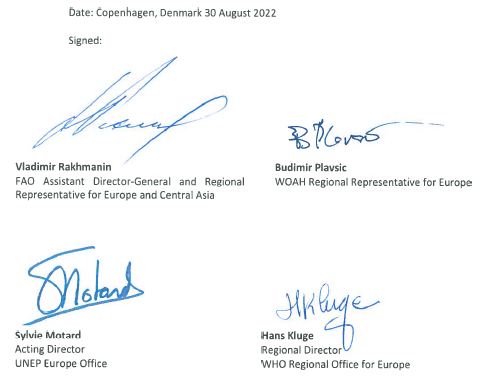 Date: Copenhagen, Denmark 30 August 2022
Signed:
Vladimir Rakhmanin
FAO Assistant Director-General and Regional
Representative for Europe and Central Asia
Budimir Plavsic
WOAH Regional Representative for Europe
SMotard
Sylvie Motard
Acting Director
UNEP Europe Office
HKluge
Hans Kluge
Regional Director
WHO Regional Office for Europe